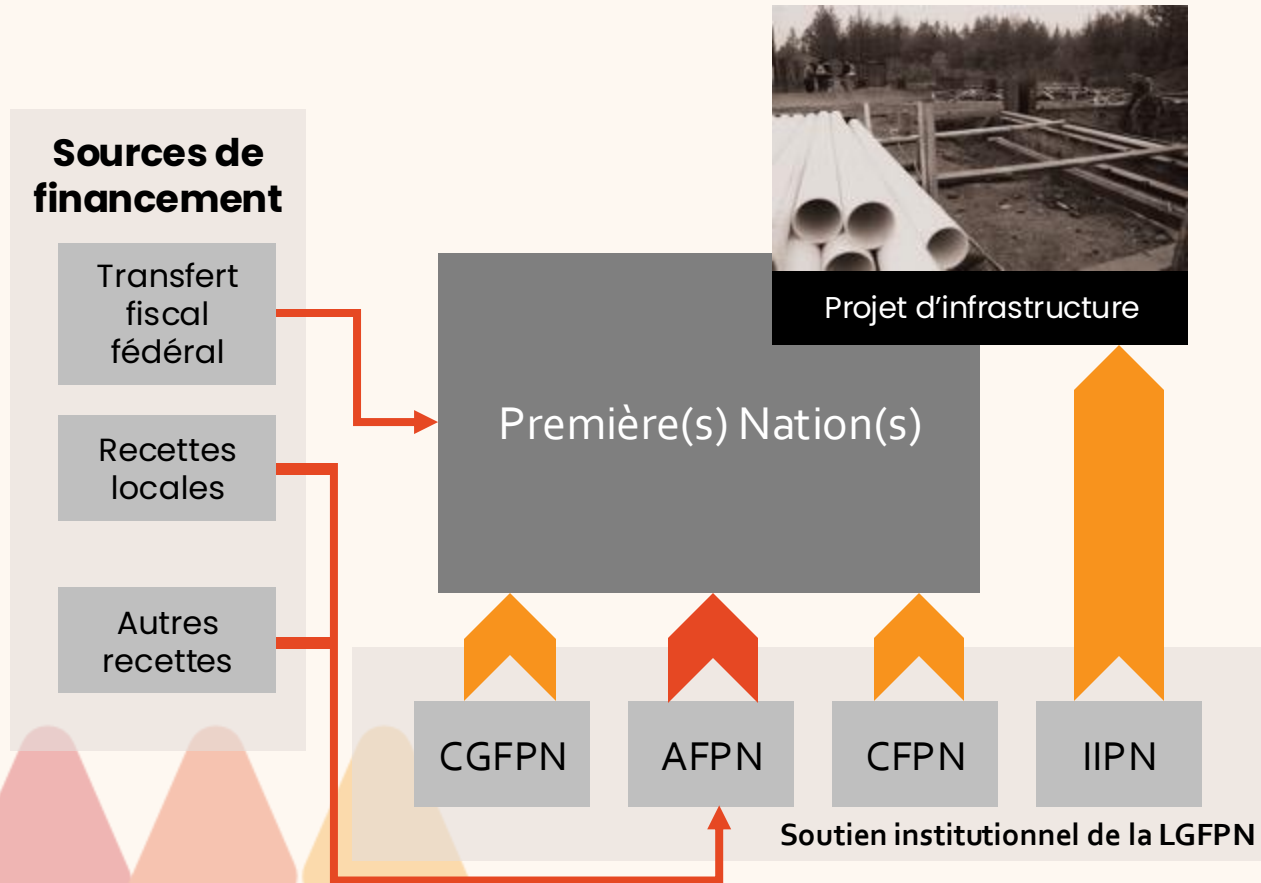 Sources de
financement
Transfert
fiscal
fédéral
Recettes
locales
Autres
recettes
Projet d’infrastructure
Première(s) Nation(s)
CGFPN
AFPN
CFPN
IIPN
Soutien institutionnel de la LGFPN